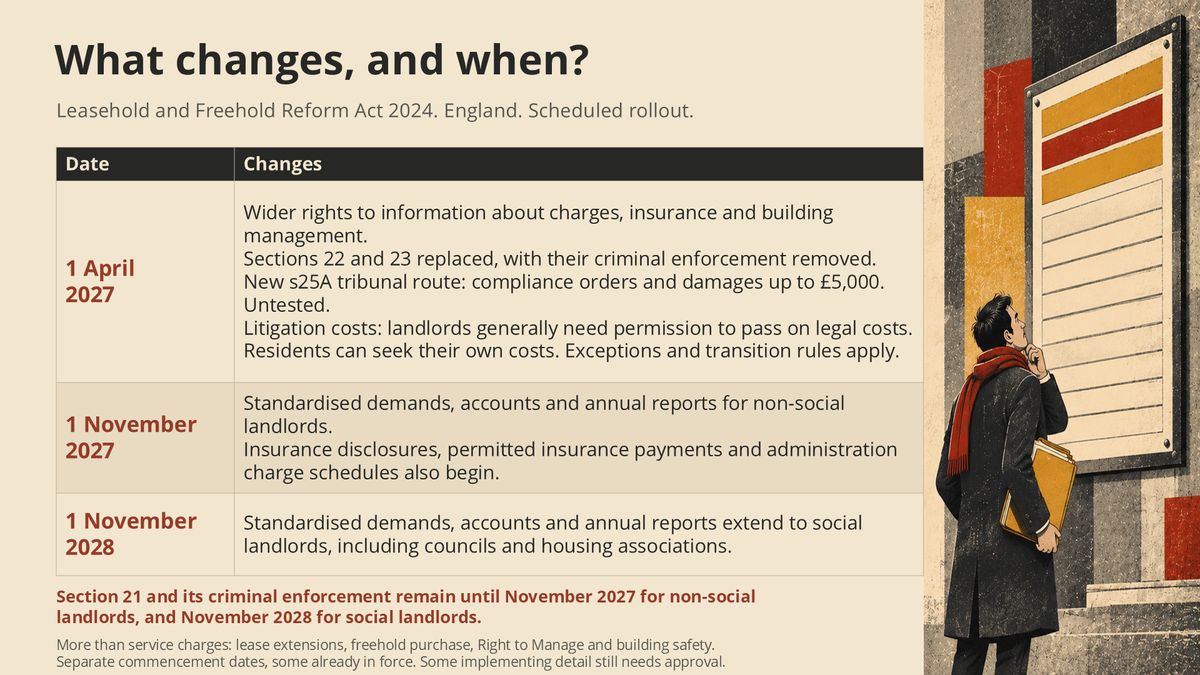 What changes, and when?
Leasehold and Freehold Reform Act 2024. England. Scheduled rollout.
Date
Changes
1 April
2027
Wider rights to information about charges, insurance and building
management.
Sections 22 and 23 replaced, with their criminal enforcement removed.
New s25A tribunal route: compliance orders and damages up to £5,000.
Untested.
Litigation costs: landlords generally need permission to pass on legal costs.
Residents can seek their own costs. Exceptions and transition rules apply.
1 November
2027
Standardised demands, accounts and annual reports for non-social
landlords.
Insurance disclosures, permitted insurance payments and administration
charge schedules also begin.
1 November
2028
Standardised demands, accounts and annual reports extend to social
landlords, including councils and housing associations.
Section 21 and its criminal enforcement remain until November 2027 for non-social
landlords, and November 2028 for social landlords.
More than service charges: lease extensions, freehold purchase, Right to Manage and building safety.
Separate commencement dates, some already in force. Some implementing detail still needs approval.